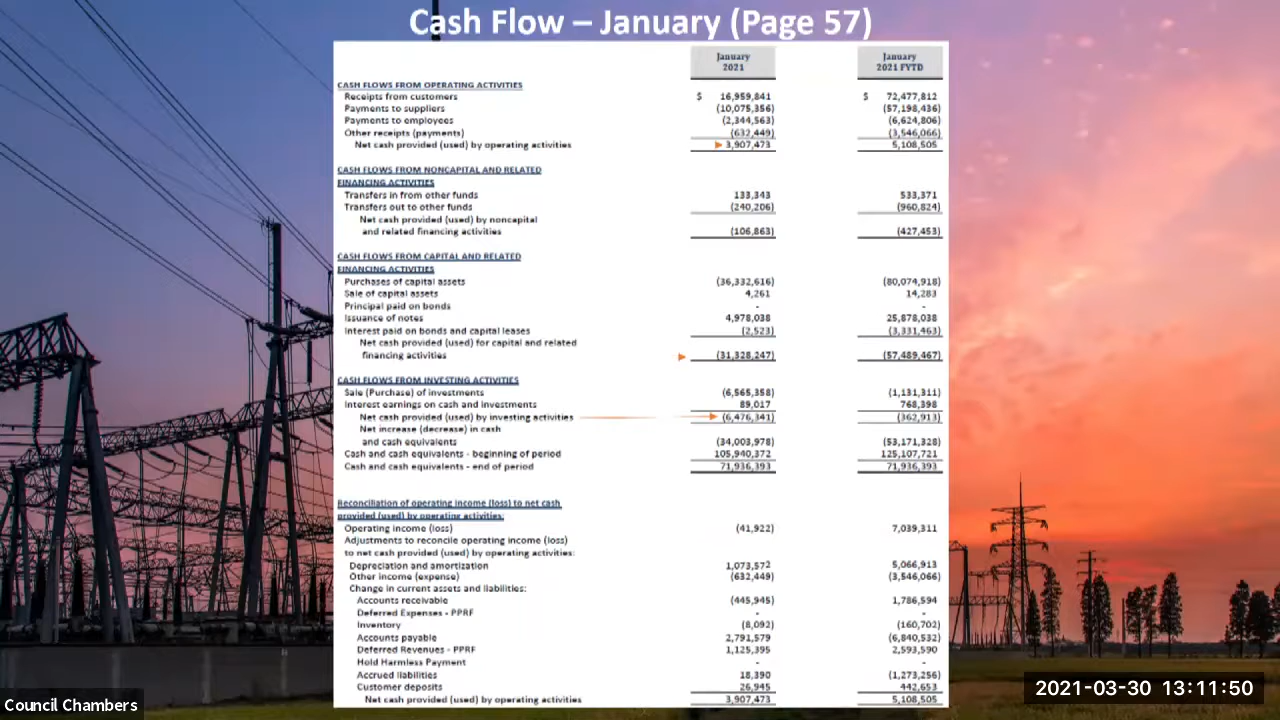 Cash Flow – January (Page 57)
January January
2021 2021 FYTD
CASH FLOWS FROM OPERATING ACTIVITIES
Receipts from customers $ 16,959,841 $ 72,477,812
Payments to suppliers (10,075,356) (57,198,436)
Payments to employees (2,344,563) (6,624,806)
Other receipts (payments) (632,449) (3,546,066)
Net cash provided (used) by operating activities 3,907,473 5,108,505
CASH FLOWS FROM NONCAPITAL AND RELATED
FINANCING ACTIVITIES
Transfers in from other funds 133,343 533,371
Transfers out to other funds (240,206) (960,824)
Net cash provided (used) by noncapital
and related financing activities (106,863) (427,453)
CASH FLOWS FROM CAPITAL AND RELATED
FINANCING ACTIVITIES
Purchases of capital assets (36,332,616) (80,074,918)
Sale of capital assets 4,261 14,283
Principal paid on bonds - -
Issuance of notes 4,978,038 25,878,038
Interest paid on bonds and capital leases (2,523) (3,331,463)
Net cash provided (used) for capital and related
financing activities (31,328,247) (57,489,467)
CASH FLOWS FROM INVESTING ACTIVITIES
Sale (Purchase) of investments (6,565,358) (1,131,311)
Interest earnings on cash and investments 89,017 768,398
Net cash provided (used) by investing activities (6,476,341) (362,913)
Net increase (decrease) in cash
and cash equivalents (34,003,978) (53,171,328)
Cash and cash equivalents - beginning of period 105,940,372 125,107,721
Cash and cash equivalents - end of period 71,936,393 71,936,393
Reconciliation of operating income (loss) to net cash
provided (used) by operating activities:
Operating income (loss) (41,922) 7,039,311
Adjustments to reconcile operating income (loss)
to net cash provided (used) by operating activities:
Depreciation and amortization 1,073,572 5,066,913
Other income (expense) (632,449) (3,546,066)
Change in current assets and liabilities:
Accounts receivable (445,945) 1,786,594
Deferred Expenses - PPRF - -
Inventory (8,092) (160,702)
Accounts payable 2,791,579 (6,840,532)
Deferred Revenues - PPRF 1,125,395 2,593,590
Hold Harmless Payment - -
Accrued liabilities 18,390 (1,273,256)
Customer deposits 26,945 442,653
Net cash provided (used) by operating activities 3,907,473 5,108,505
Council Chambers
2021-03-30 13:11:50